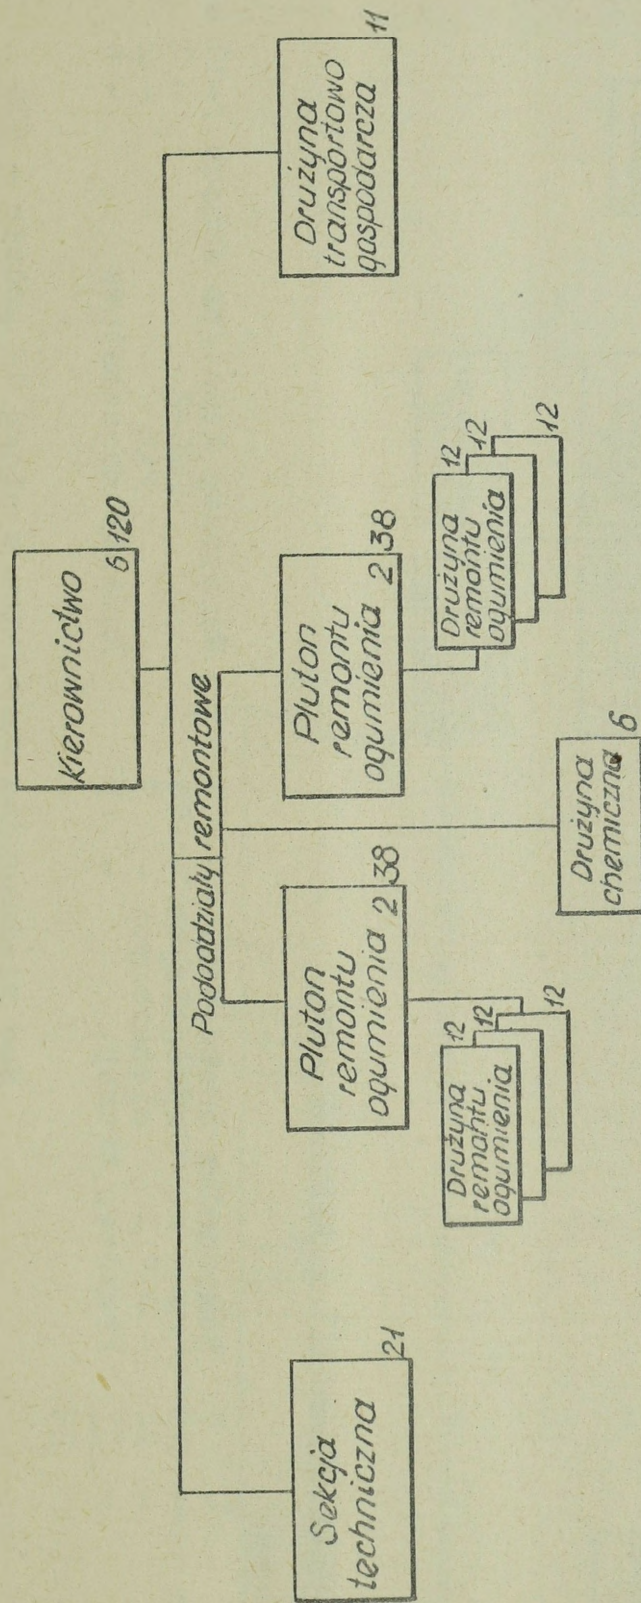 Kierownictwo
6 120
Pododdziały remontowe
Sekcja
techniczna
21
Pluton
remontu
ogumienia 2 38
Pluton
remontu
ogumienia 2 38
Drużyna
transportowo
gospodarcza
11
Drużyna
remontu
ogumienia
12
12
12
Drużyna
remontu
ogumienia
12
12
12
Drużyna
chemiczna
6